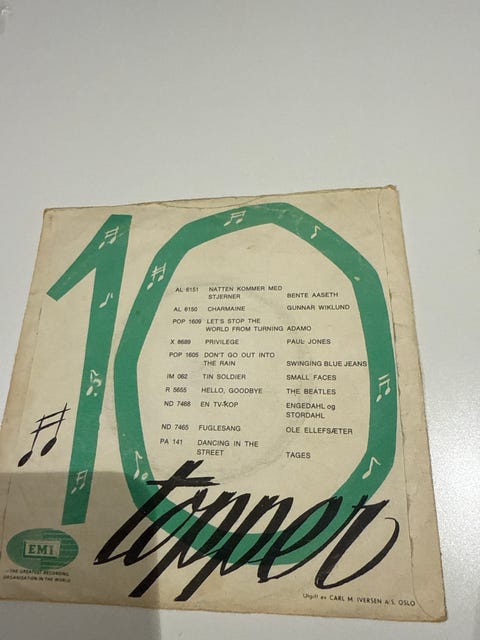 10
AL 6151 NATTEN KOMMER MED
STJERNER BENTE AASETH
AL 6150 CHARMAINE GUNNAR WIKLUND
POP 1609 LET'S STOP THE
WORLD FROM TURNING ADAMO
X 8689 PRIVILEGE PAUL JONES
POP 1605 DON'T GO OUT INTO
THE RAIN SWINGING BLUE JEANS
IM 062 TIN SOLDIER SMALL FACES
R 5655 HELLO, GOODBYE THE BEATLES
ND 7468 EN TV-KOP ENGEDAHL og
STORDAHL
ND 7465 FUGLESANG OLE ELLEFSÆTER
PA 141 DANCING IN THE
STREET TAGES
topper
EMI
THE GREATEST RECORDING
ORGANISATION IN THE WORLD
Utgitt av CARL M. IVERSEN A/S. OSLO